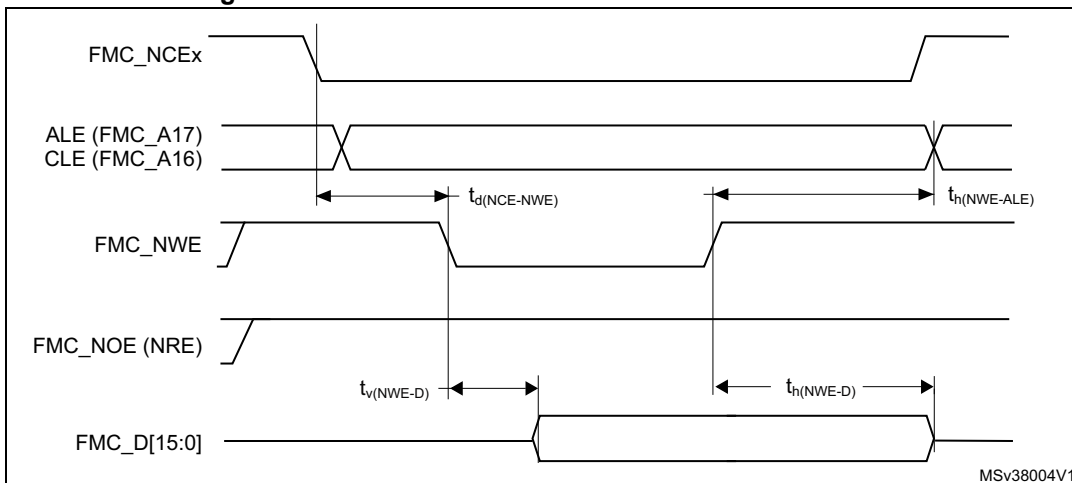 FMC_NCEx
ALE (FMC_A17)
CLE (FMC_A16)
td(NCE-NWE)
th(NWE-ALE)
FMC_NWE
FMC_NOE (NRE)
tv(NWE-D)
th(NWE-D)
FMC_D[15:0]
MSv38004V1